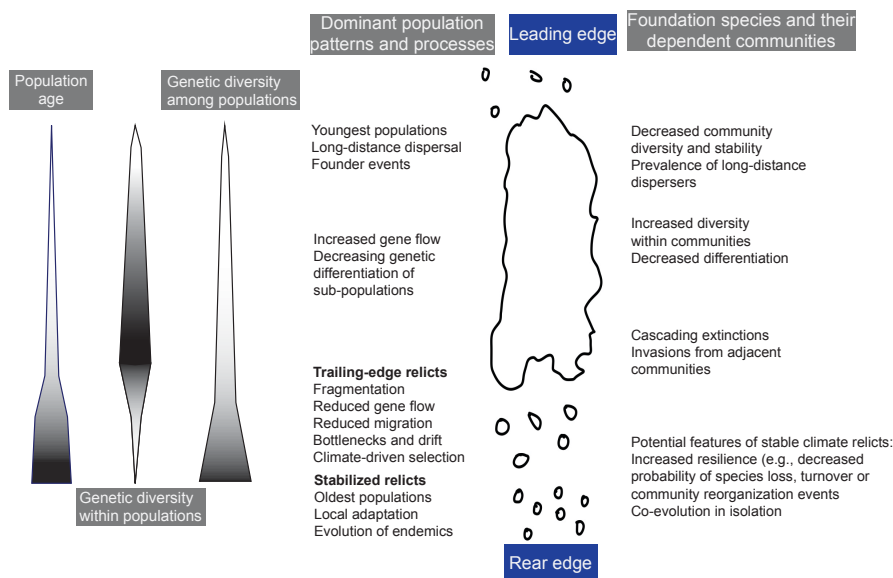 Dominant population
patterns and processes
Leading edge
Foundation species and their
dependent communities
Population
age
Genetic diversity
among populations
Youngest populations
Long-distance dispersal
Founder events
Decreased community
diversity and stability
Prevalence of long-distance
dispersers
Increased gene flow
Decreasing genetic
differentiation of
sub-populations
Increased diversity
within communities
Decreased differentiation
Cascading extinctions
Invasions from adjacent
communities
Trailing-edge relicts
Fragmentation
Reduced gene flow
Reduced migration
Bottlenecks and drift
Climate-driven selection
Stabilized relicts
Oldest populations
Local adaptation
Evolution of endemics
Potential features of stable climate relicts:
Increased resilience (e.g., decreased
probability of species loss, turnover or
community reorganization events
Co-evolution in isolation
Genetic diversity
within populations
Rear edge